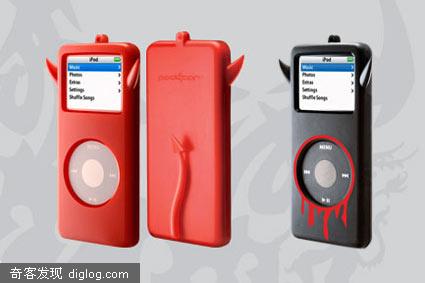 iPod
Music
Photos
Extras
Settings
Shuffle Songs
MENU
iPod
Music
Photos
Extras
Settings
Shuffle Songs
MENU
奇客发现 diglog.com